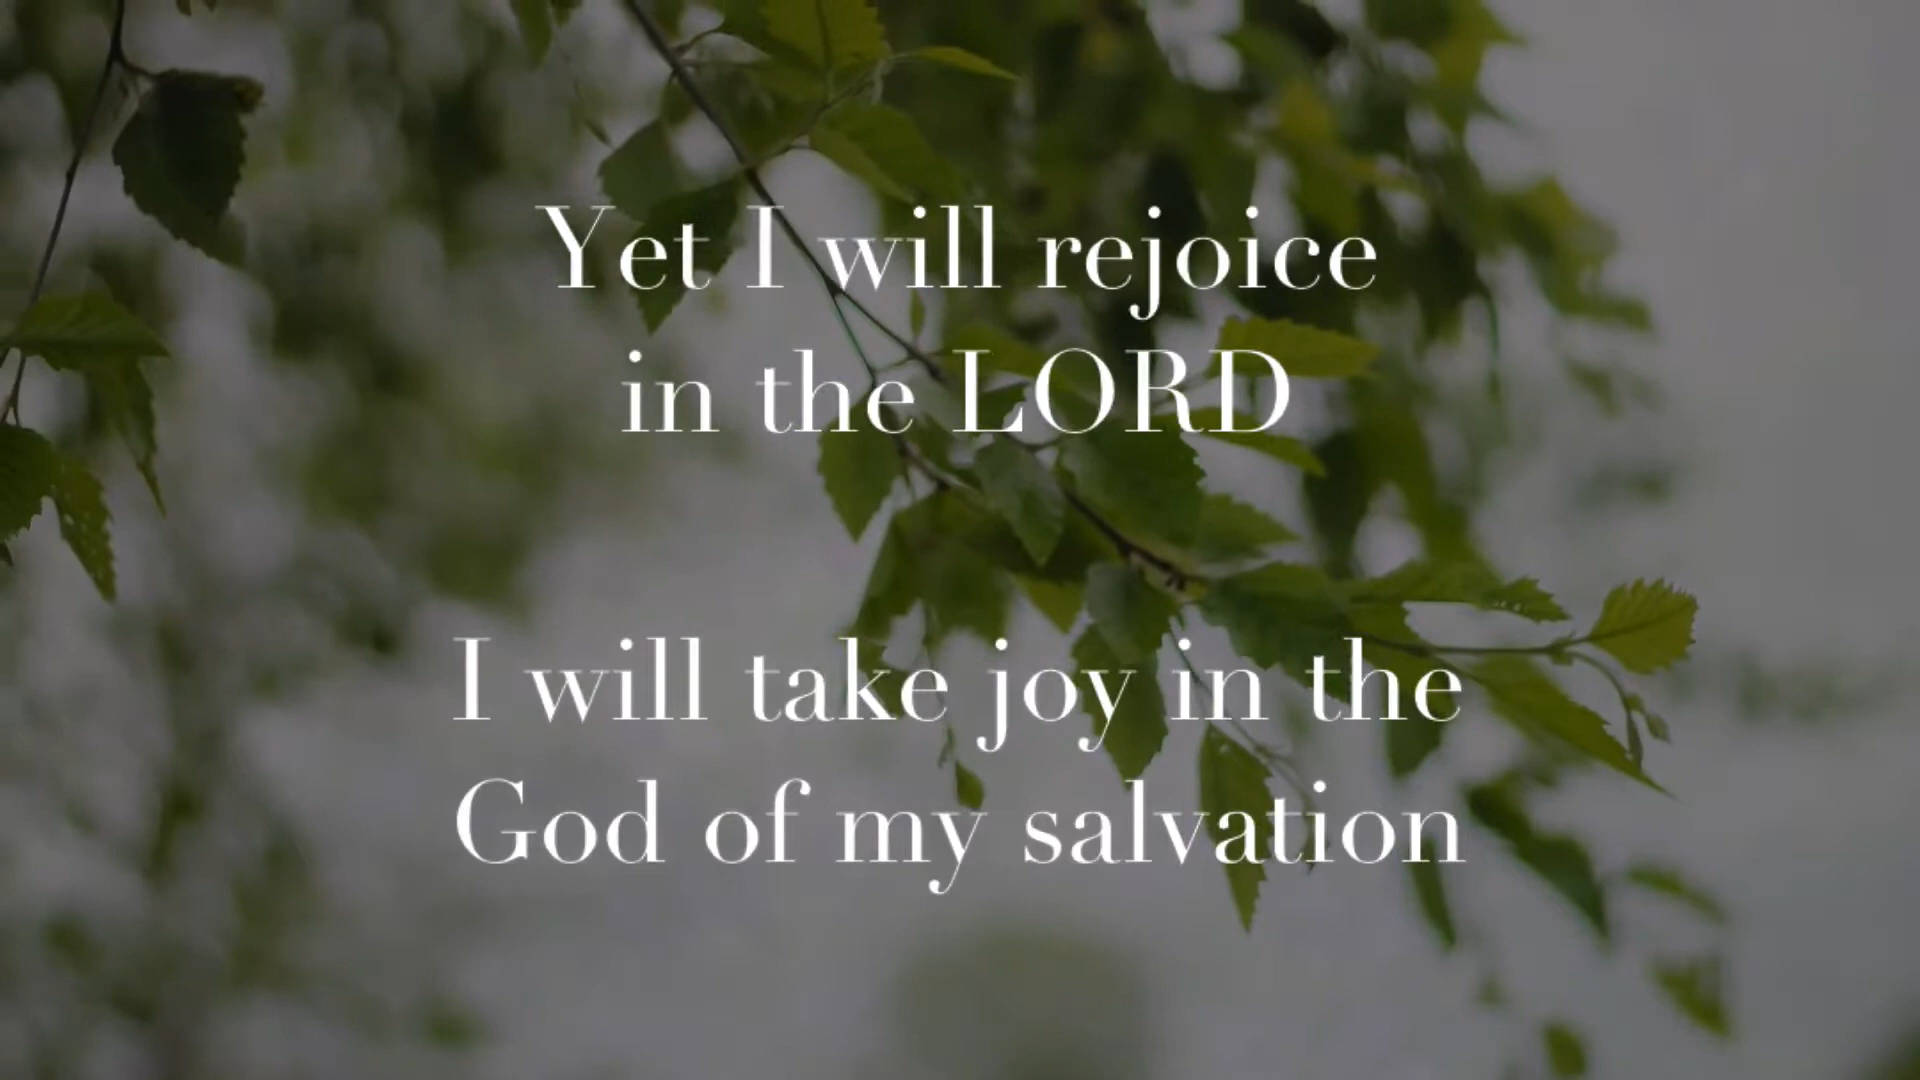 Yet I will rejoice
in the LORD
I will take joy in the
God of my salvation